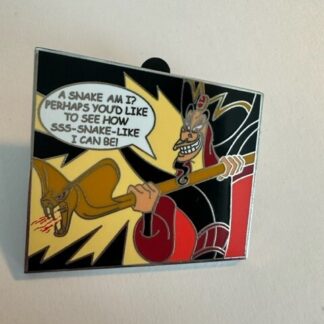 A SNAKE AM I?
PERHAPS YOU'D LIKE
TO SEE HOW
SSS-SNAKE-LIKE
I CAN BE!